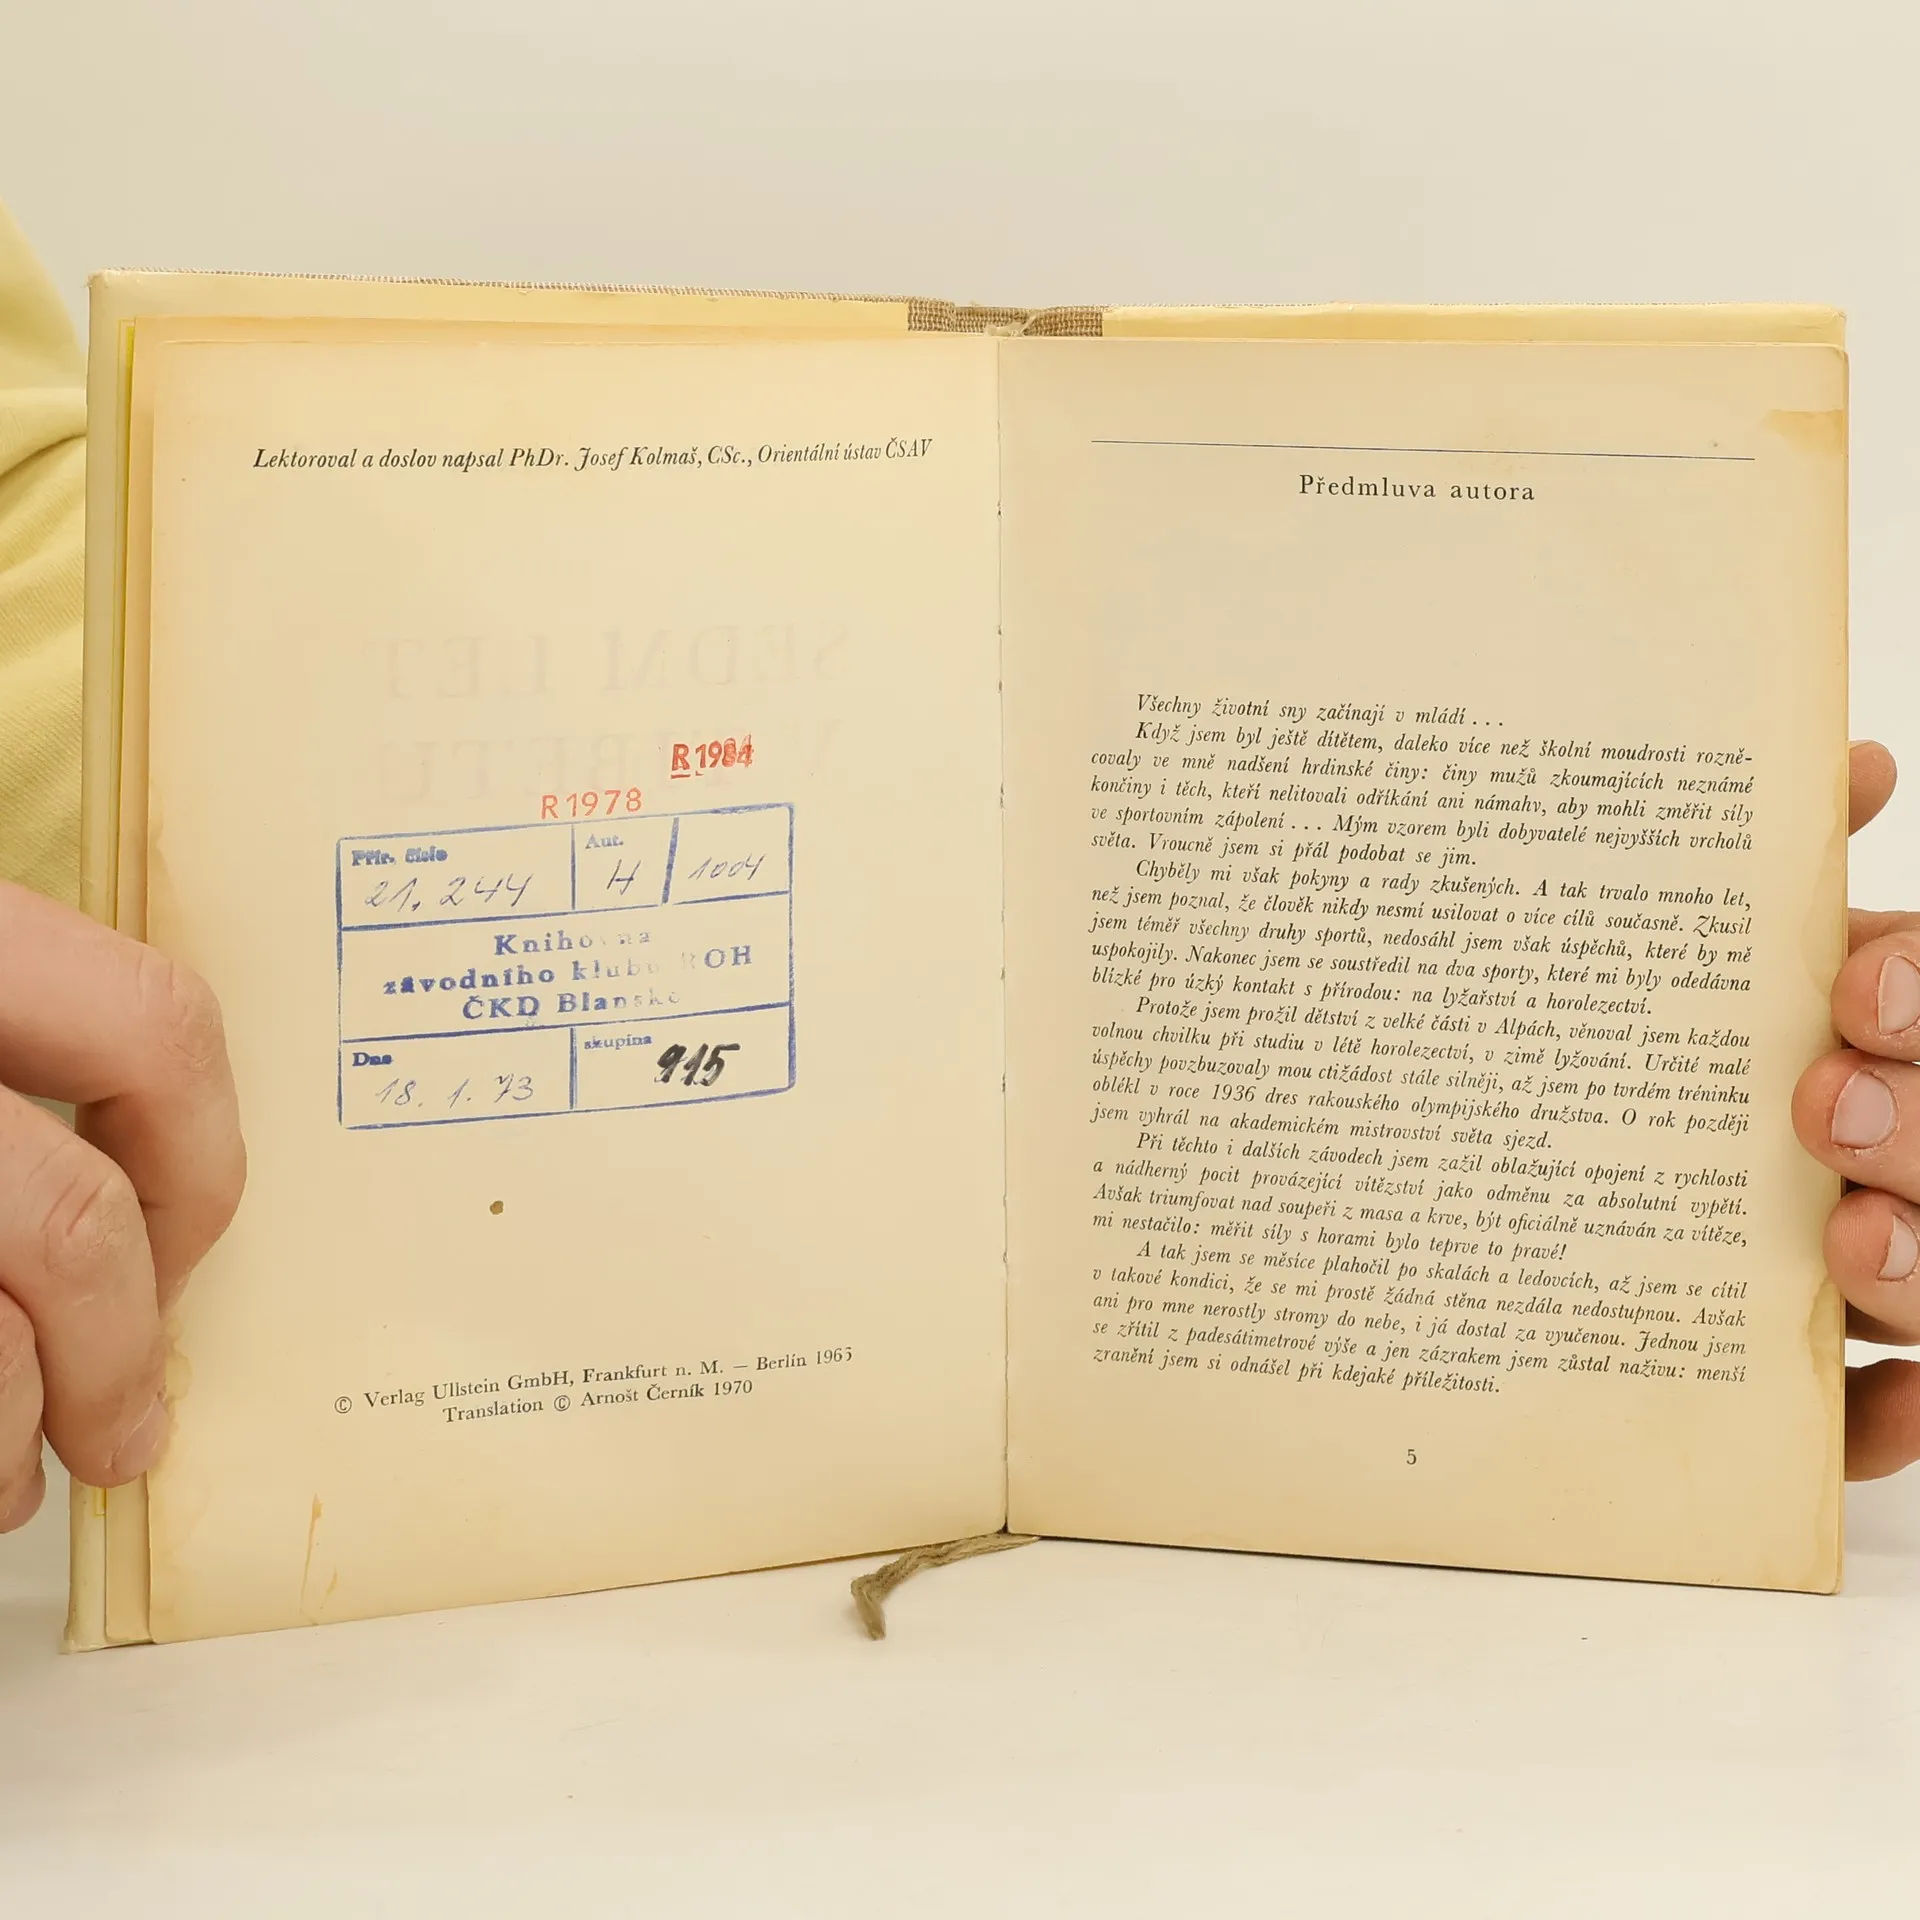 Lektoroval a doslov napsal PhDr. Josef Kolmaš, CSc., Orientální ústav ČSAV
SEDM LET
R 1984
R 1978
Přír. číslo
21. 244
Aut.
H
1004
Knihovna
závodního klubu ROH
ČKD Blansko
Dne
18. 1. 73
skupina
915
© Verlag Ullstein GmbH, Frankfurt n. M. — Berlín 1965
Translation © Arnošt Černík 1970
Předmluva autora
Všechny životní sny začínají v mládí...
Když jsem byl ještě dítětem, daleko více než školní moudrosti rozně-
covaly ve mně nadšení hrdinské činy: činy mužů zkoumajících neznámé
končiny i těch, kteří nelitovali odříkání ani námahy, aby mohli změřit síly
ve sportovním zápolení... Mým vzorem byli dobyvatelé nejvyšších vrcholů
světa. Vroucně jsem si přál podobat se jim.
Chyběly mi však pokyny a rady zkušených. A tak trvalo mnoho let,
než jsem poznal, že člověk nikdy nesmí usilovat o více cílů současně. Zkusil
jsem téměř všechny druhy sportů, nedosáhl jsem však úspěchů, které by mě
uspokojily. Nakonec jsem se soustředil na dva sporty, které mi byly odedávna
blízké pro úzký kontakt s přírodou: na lyžařství a horolezectví.
Protože jsem prožil dětství z velké části v Alpách, věnoval jsem každou
volnou chvilku při studiu v létě horolezectví, v zimě lyžování. Určité malé
úspěchy povzbuzovaly mou ctižádost stále silněji, až jsem po tvrdém tréninku
oblékl v roce 1936 dres rakouského olympijského družstva. O rok později
jsem vyhrál na akademickém mistrovství světa sjezd.
Při těchto i dalších závodech jsem zažil oblažující opojení z rychlosti
a nádherný pocit provázející vítězství jako odměnu za absolutní vypětí.
Avšak triumfovat nad soupeři z masa a krve, být oficiálně uznáván za vítěze,
mi nestačilo: měřit síly s horami bylo teprve to pravé!
A tak jsem se měsíce plahočil po skalách a ledovcích, až jsem se cítil
v takové kondici, že se mi prostě žádná stěna nezdála nedostupnou. Avšak
ani pro mne nerostly stromy do nebe, i já dostal za vyučenou. Jednou jsem
se zřítil z padesátimetrové výše a jen zázrakem jsem zůstal naživu: menší
zranění jsem si odnášel při kdejaké příležitosti.
5